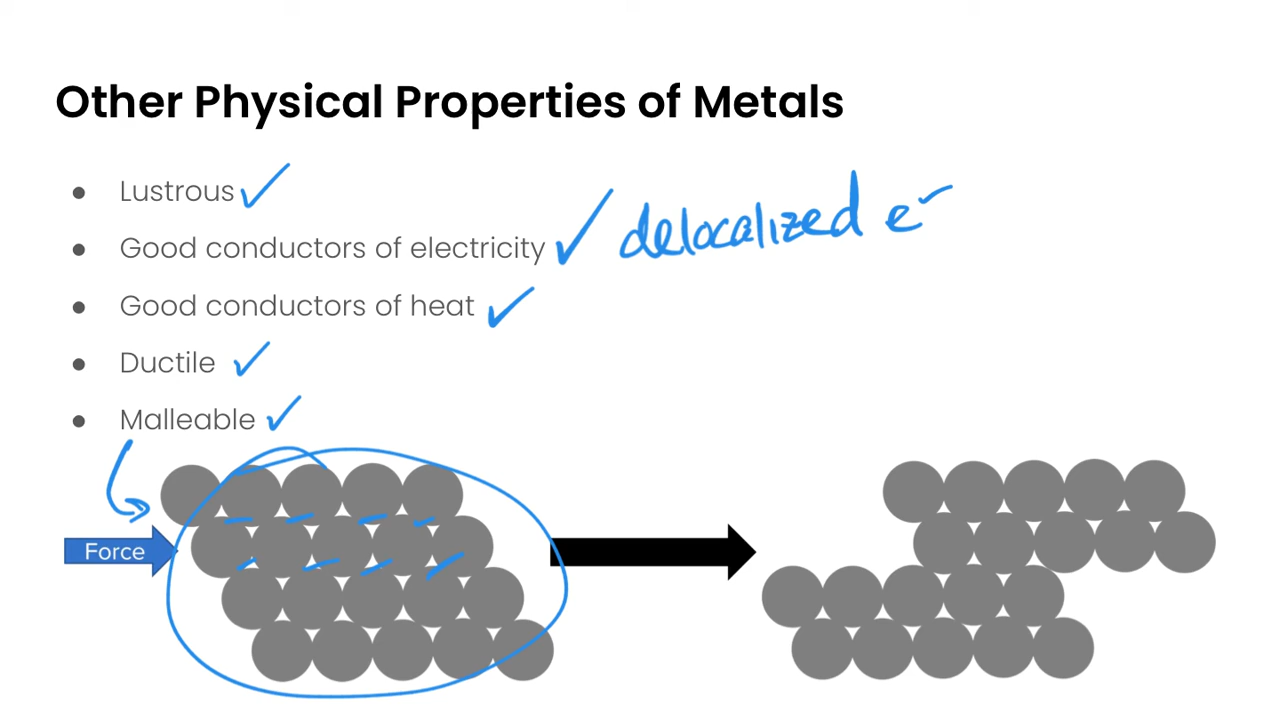 Other Physical Properties of Metals
● Lustrous ✓
● Good conductors of electricity ✓ delocalized e⁻
● Good conductors of heat ✓
● Ductile ✓
● Malleable ✓
Force